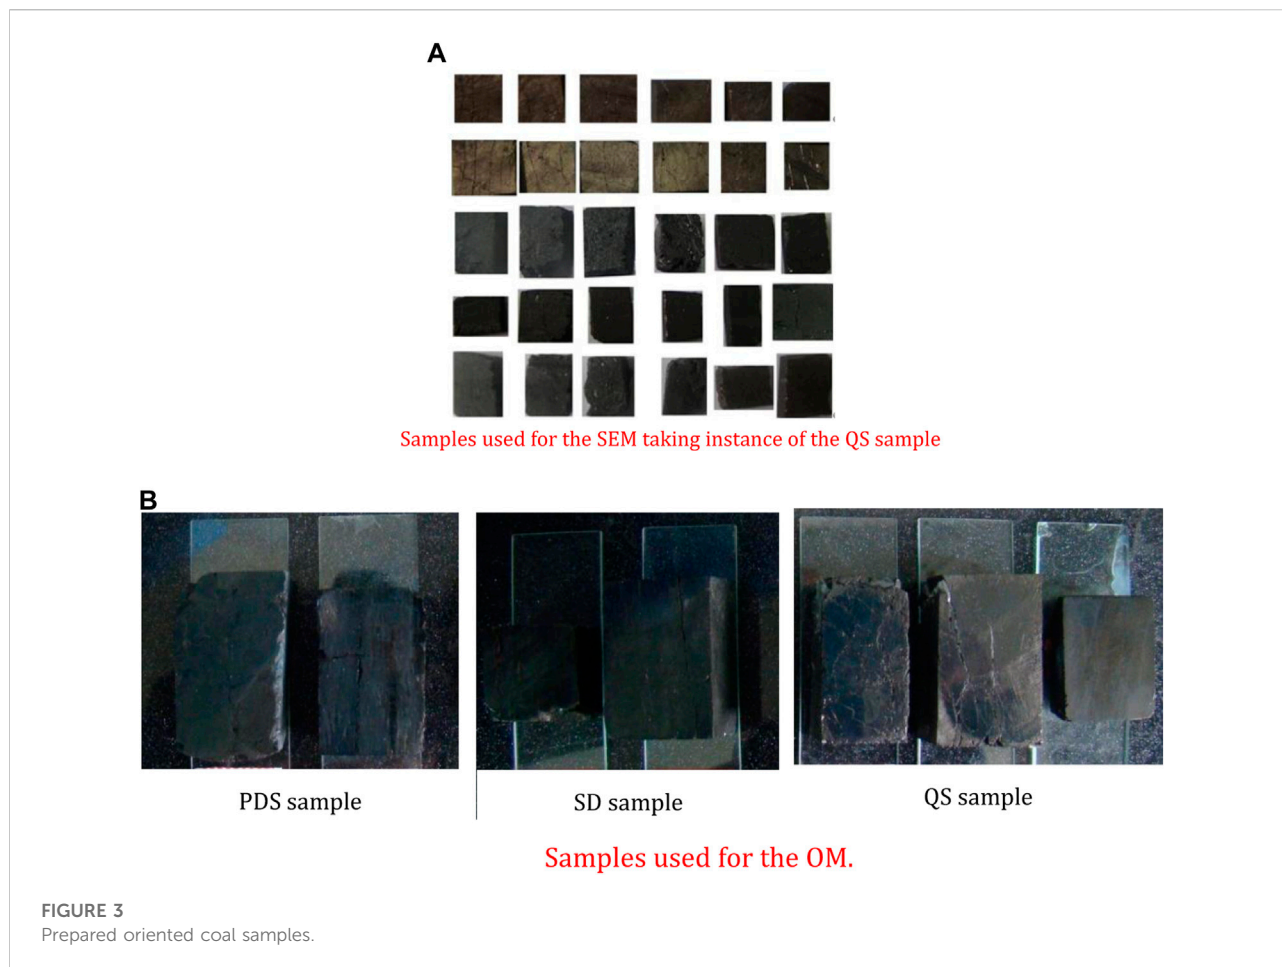 A
Samples used for the SEM taking instance of the QS sample
B
PDS sample
SD sample
QS sample
Samples used for the OM.
FIGURE 3
Prepared oriented coal samples.